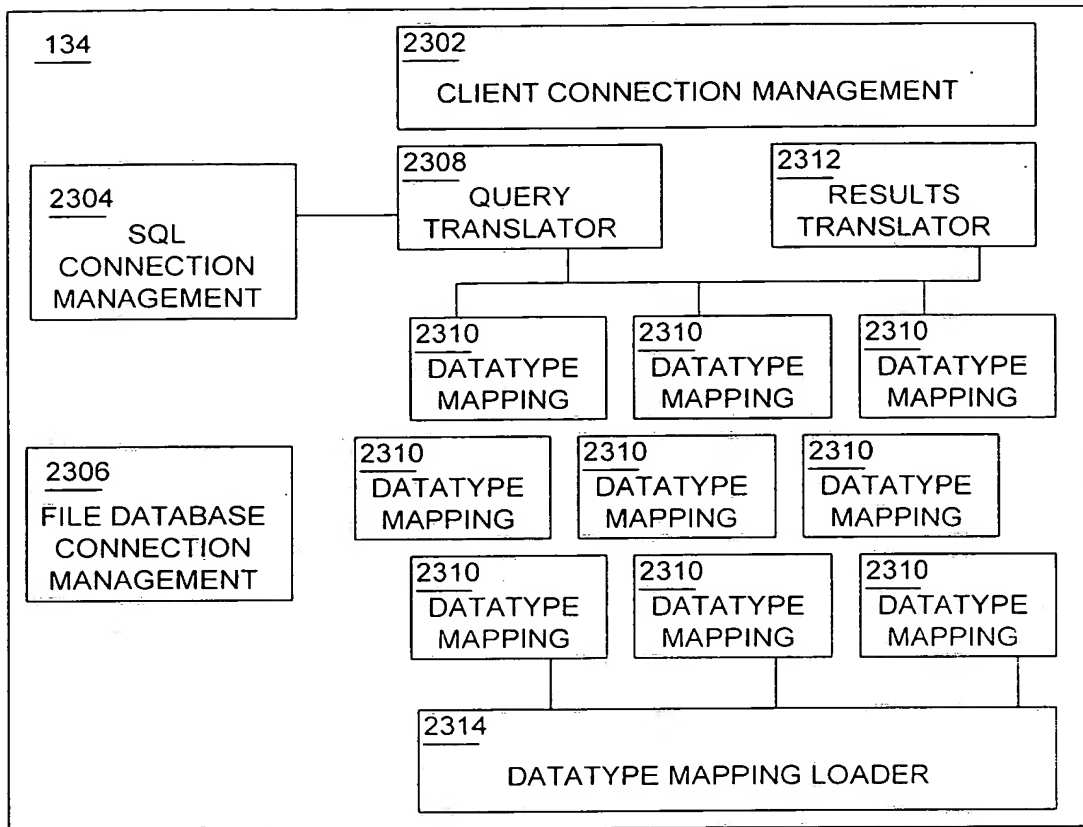 134
2302
CLIENT CONNECTION MANAGEMENT
2304
SQL
CONNECTION
MANAGEMENT
2308
QUERY
TRANSLATOR
2312
RESULTS
TRANSLATOR
2310
DATATYPE
MAPPING
2310
DATATYPE
MAPPING
2310
DATATYPE
MAPPING
2306
FILE DATABASE
CONNECTION
MANAGEMENT
2310
DATATYPE
MAPPING
2310
DATATYPE
MAPPING
2310
DATATYPE
MAPPING
2310
DATATYPE
MAPPING
2310
DATATYPE
MAPPING
2310
DATATYPE
MAPPING
2314
DATATYPE MAPPING LOADER